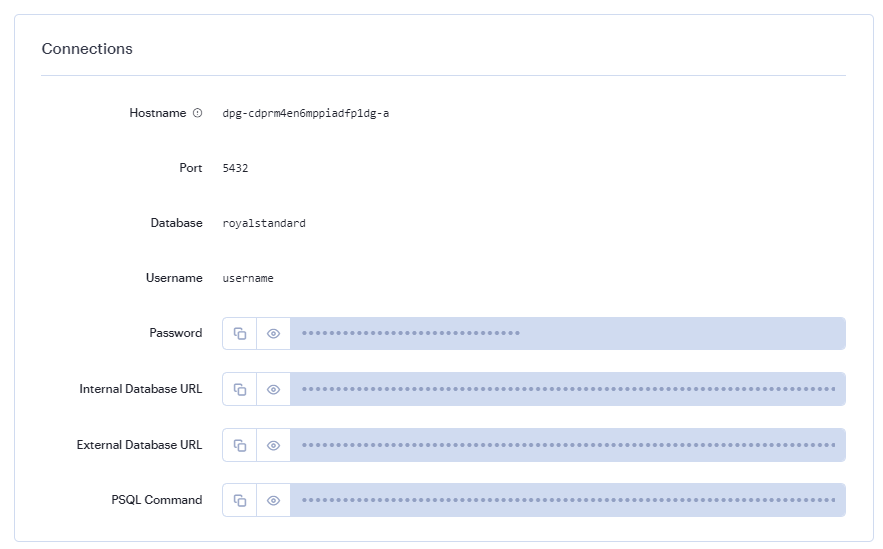 Connections
Hostname dpg-cdprm4en6mppiadfp1dg-a
Port 5432
Database royalstandard
Username username
Password ••••••••••••••••••••••••••••••••
Internal Database URL ••••••••••••••••••••••••••••••••••••••••••••••••••••••••••••••••••••••••••••••
External Database URL ••••••••••••••••••••••••••••••••••••••••••••••••••••••••••••••••••••••••••••••
PSQL Command ••••••••••••••••••••••••••••••••••••••••••••••••••••••••••••••••••••••••••••••